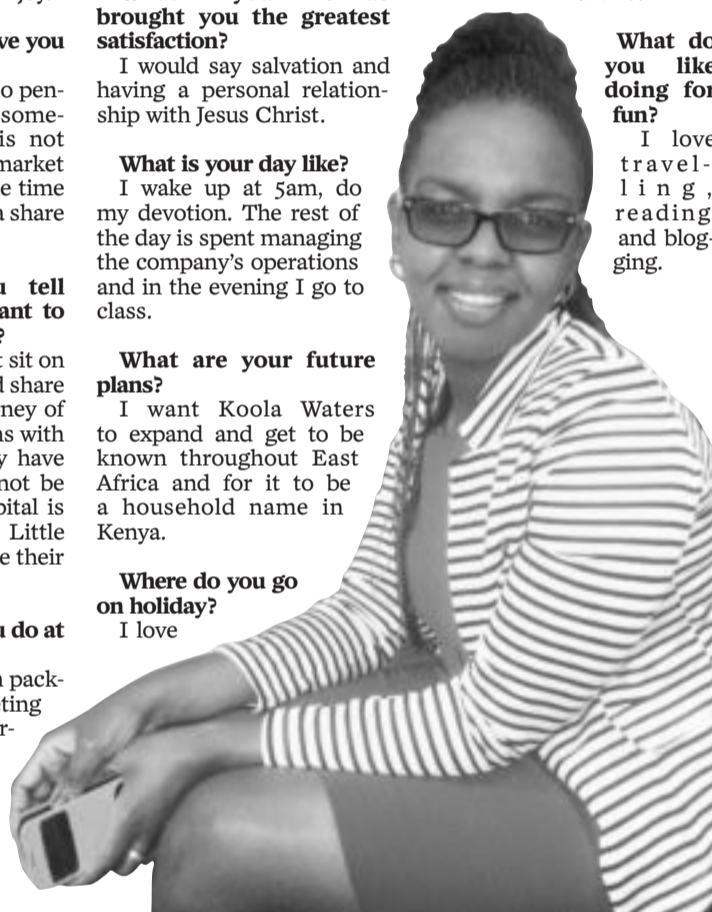 ve you
o pen-
some-
is not
market
e time
share
tell
ant to
?
sit on
share
ney of
ns with
y have
not be
pital is
Little
e their
u do at
pack-
eting
r-
brought you the greatest
satisfaction?
I would say salvation and
having a personal relation-
ship with Jesus Christ.
What is your day like?
I wake up at 5am, do
my devotion. The rest of
the day is spent managing
the company's operations
and in the evening I go to
class.
What are your future
plans?
I want Koola Waters
to expand and get to be
known throughout East
Africa and for it to be
a household name in
Kenya.
Where do you go
on holiday?
I love
What do
you like
doing for
fun?
I love
travel-
ling,
reading
and blog-
ging.